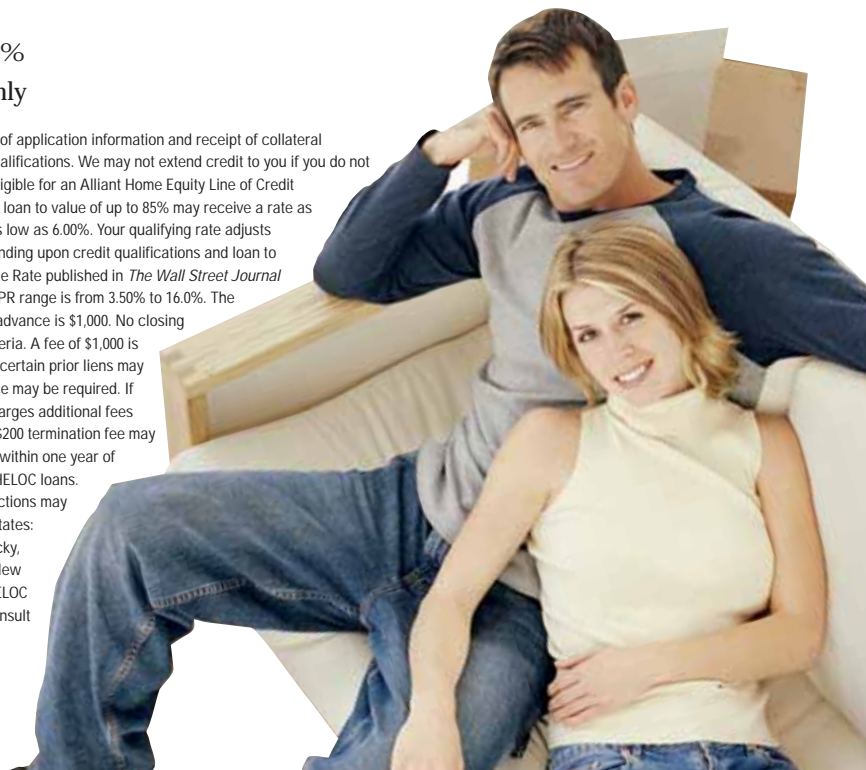 %
nly
of application information and receipt of collateral
alifications. We may not extend credit to you if you do not
igible for an Alliant Home Equity Line of Credit
loan to value of up to 85% may receive a rate as
s low as 6.00%. Your qualifying rate adjusts
nding upon credit qualifications and loan to
e Rate published in The Wall Street Journal
PR range is from 3.50% to 16.0%. The
advance is $1,000. No closing
eria. A fee of $1,000 is
certain prior liens may
e may be required. If
arges additional fees
$200 termination fee may
within one year of
HELOC loans.
ctions may
tates:
cky,
lew
ELOC
nsult